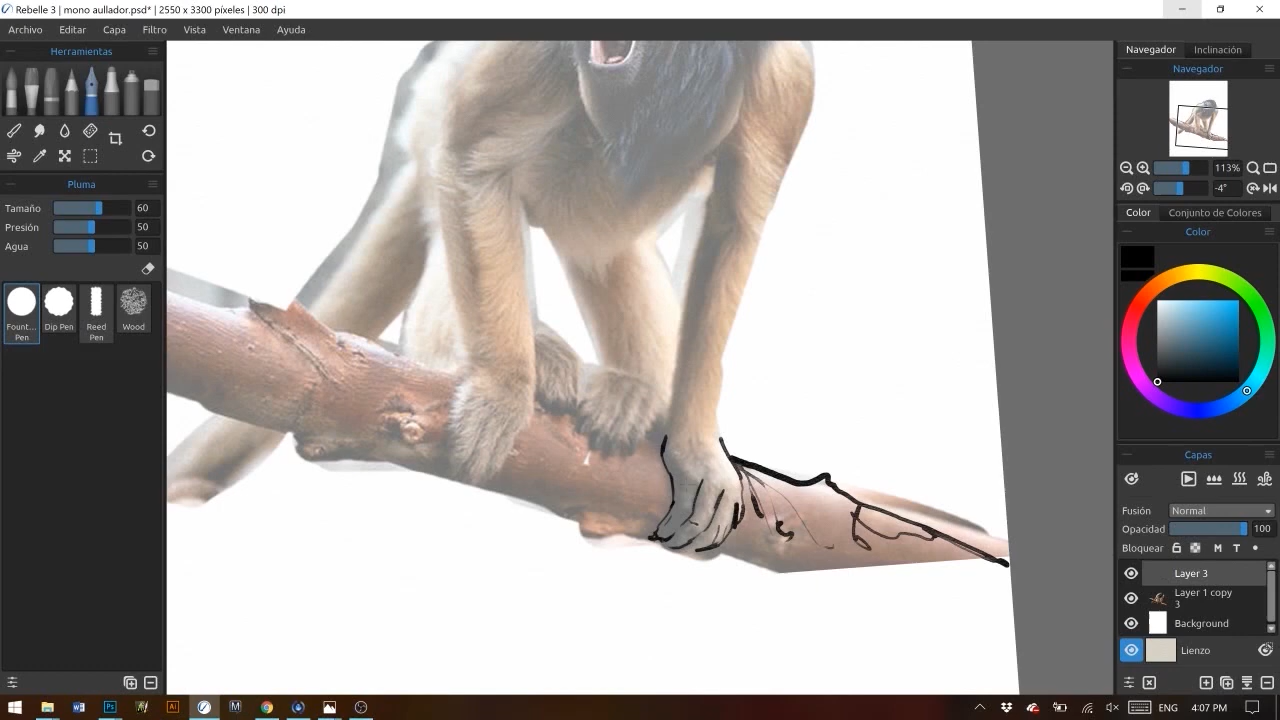 Rebelle 3 | mono aullador.psd* | 2550 x 3300 píxeles | 300 dpi
Archivo Editar Capa Filtro Vista Ventana Ayuda
Herramientas
Pluma
Tamaño 60
Presión 50
Agua 50
Fount... Pen
Dip Pen
Reed Pen
Wood
Navegador Inclinación
Navegador
113%
-4°
Color Conjunto de Colores
Color
Capas
Fusión Normal
Opacidad 100
Bloquear M T
Layer 3
Layer 1 copy 3
Background
Lienzo
W Ps Ai M
ENG 4:07 PM